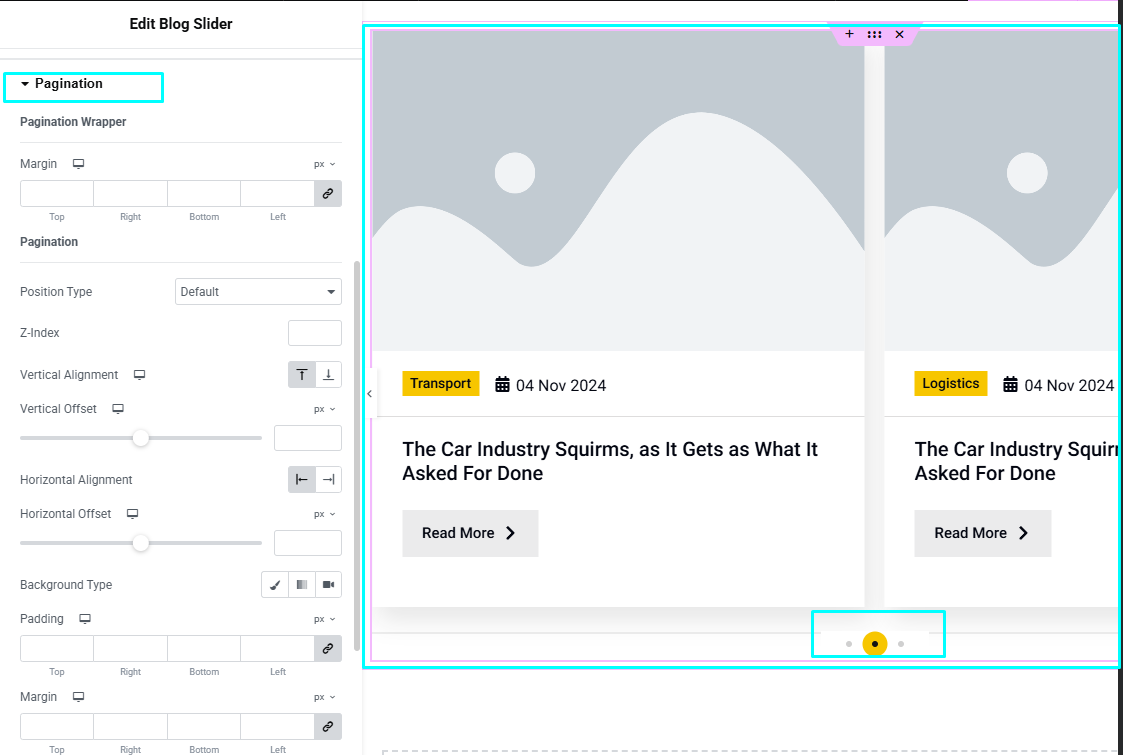 Edit Blog Slider
Pagination
Pagination Wrapper
Margin px
Top Right Bottom Left
Pagination
Position Type Default
Z-Index
Vertical Alignment
Vertical Offset px
Horizontal Alignment
Horizontal Offset px
Background Type
Padding px
Top Right Bottom Left
Margin px
Top Right Bottom Left
Transport 04 Nov 2024
The Car Industry Squirms, as It Gets as What It
Asked For Done
Read More
Logistics 04 Nov 2024
The Car Industry Squirr
Asked For Done
Read More